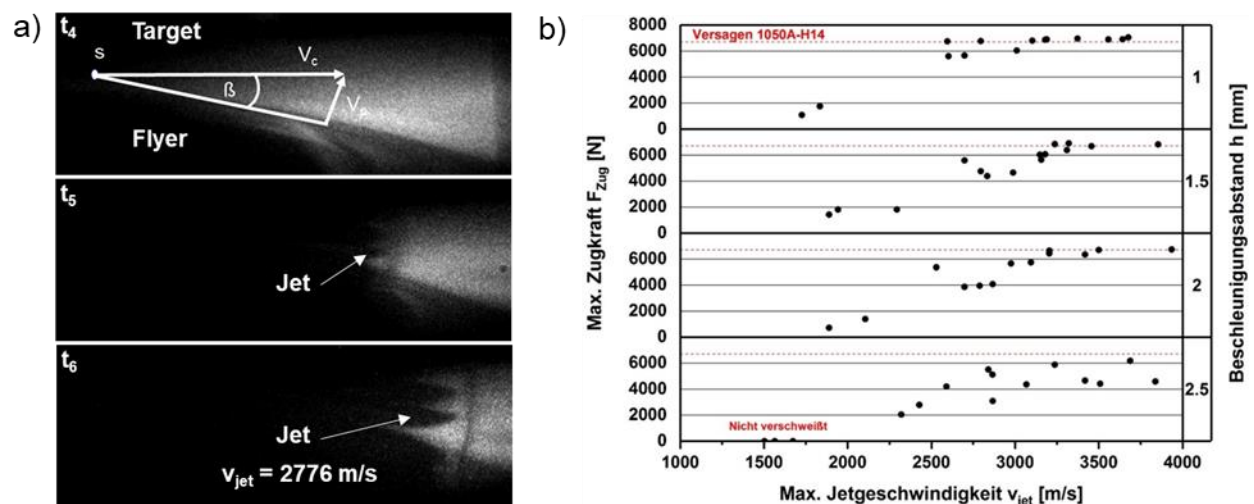 a)
t4
Target
S
Vc
ß
Vp
Flyer
t5
Jet
t6
Jet
vjet = 2776 m/s
b)
Max. Zugkraft FZug [N]
8000
6000
4000
2000
0
6000
4000
2000
0
6000
4000
2000
0
6000
4000
2000
0
Versagen 1050A-H14
Nicht verschweißt
1
1.5
2
2.5
Beschleunigungsabstand h [mm]
1000 1500 2000 2500 3000 3500 4000
Max. Jetgeschwindigkeit vjet [m/s]